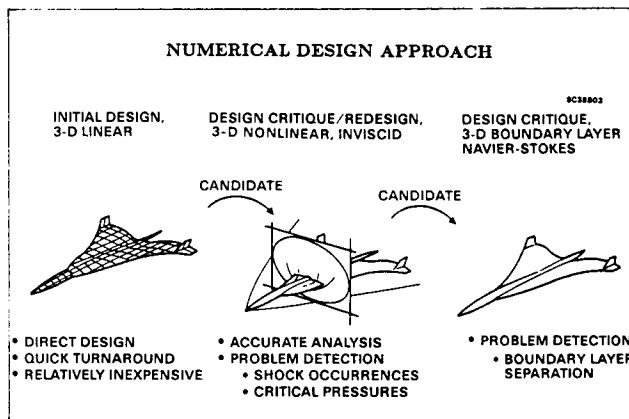 NUMERICAL DESIGN APPROACH
SC38803
INITIAL DESIGN,
3-D LINEAR
DESIGN CRITIQUE/REDESIGN,
3-D NONLINEAR, INVISCID
DESIGN CRITIQUE,
3-D BOUNDARY LAYER
NAVIER-STOKES
CANDIDATE
CANDIDATE
• DIRECT DESIGN
• QUICK TURNAROUND
• RELATIVELY INEXPENSIVE
• ACCURATE ANALYSIS
• PROBLEM DETECTION
• SHOCK OCCURRENCES
• CRITICAL PRESSURES
• PROBLEM DETECTION
• BOUNDARY LAYER
SEPARATION